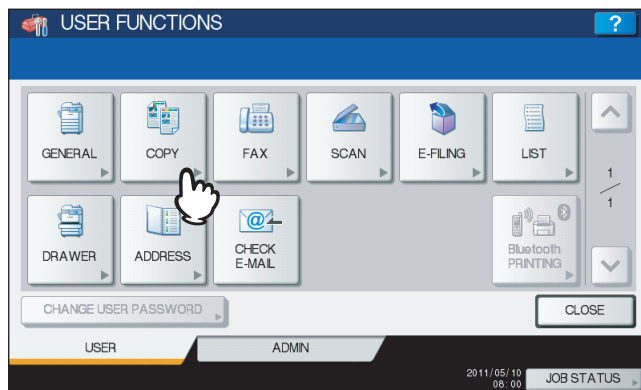 USER FUNCTIONS
?
GENERAL
COPY
FAX
SCAN
E-FILING
LIST
1
1
DRAWER
ADDRESS
@
CHECK
E-MAIL
Bluetooth
PRINTING
CHANGE USER PASSWORD
CLOSE
USER
ADMIN
2011/05/10
08:00
JOB STATUS